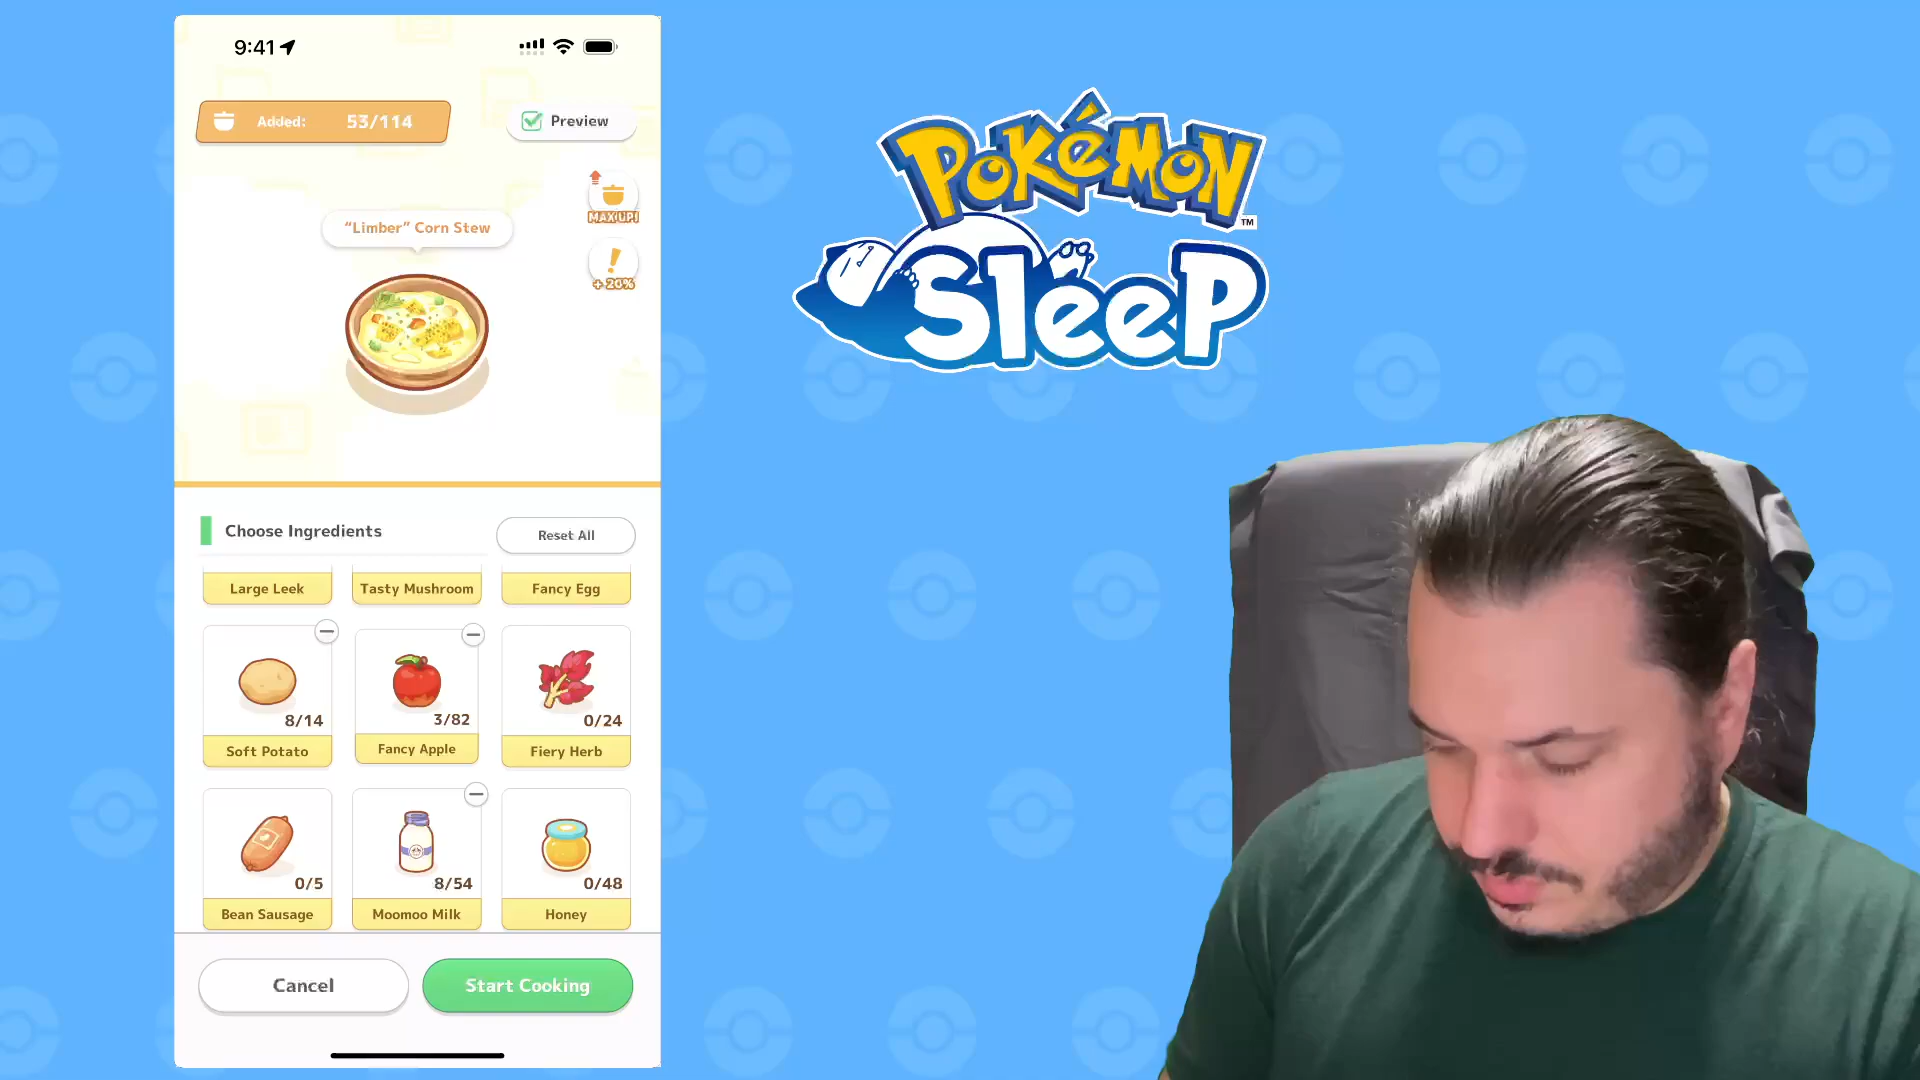 9:41
Added: 53/114
Preview
MAX UP!
"Limber" Corn Stew
+20%
Choose Ingredients
Reset All
Large Leek
Tasty Mushroom
Fancy Egg
8/14
3/82
0/24
Soft Potato
Fancy Apple
Fiery Herb
0/5
8/54
0/48
Bean Sausage
Moomoo Milk
Honey
Cancel
Start Cooking
POKÉMON
TM
Sleep